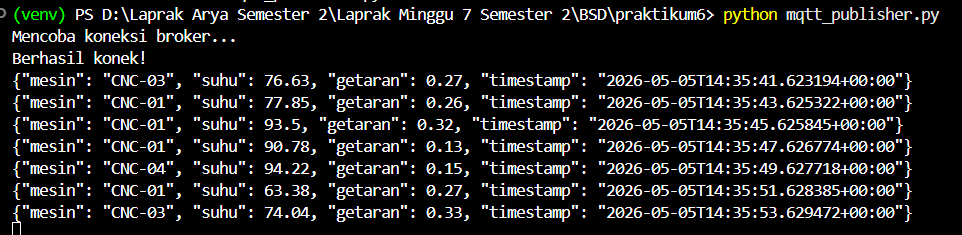 (venv) PS D:\Laprak Arya Semester 2\Laprak Minggu 7 Semester 2\BSD\praktikum6> python mqtt_publisher.py
Mencoba koneksi broker...
Berhasil konek!
{"mesin": "CNC-03", "suhu": 76.63, "getaran": 0.27, "timestamp": "2026-05-05T14:35:41.623194+00:00"}
{"mesin": "CNC-01", "suhu": 77.85, "getaran": 0.26, "timestamp": "2026-05-05T14:35:43.625322+00:00"}
{"mesin": "CNC-01", "suhu": 93.5, "getaran": 0.32, "timestamp": "2026-05-05T14:35:45.625845+00:00"}
{"mesin": "CNC-01", "suhu": 90.78, "getaran": 0.13, "timestamp": "2026-05-05T14:35:47.626774+00:00"}
{"mesin": "CNC-04", "suhu": 94.22, "getaran": 0.15, "timestamp": "2026-05-05T14:35:49.627718+00:00"}
{"mesin": "CNC-01", "suhu": 63.38, "getaran": 0.27, "timestamp": "2026-05-05T14:35:51.628385+00:00"}
{"mesin": "CNC-03", "suhu": 74.04, "getaran": 0.33, "timestamp": "2026-05-05T14:35:53.629472+00:00"}